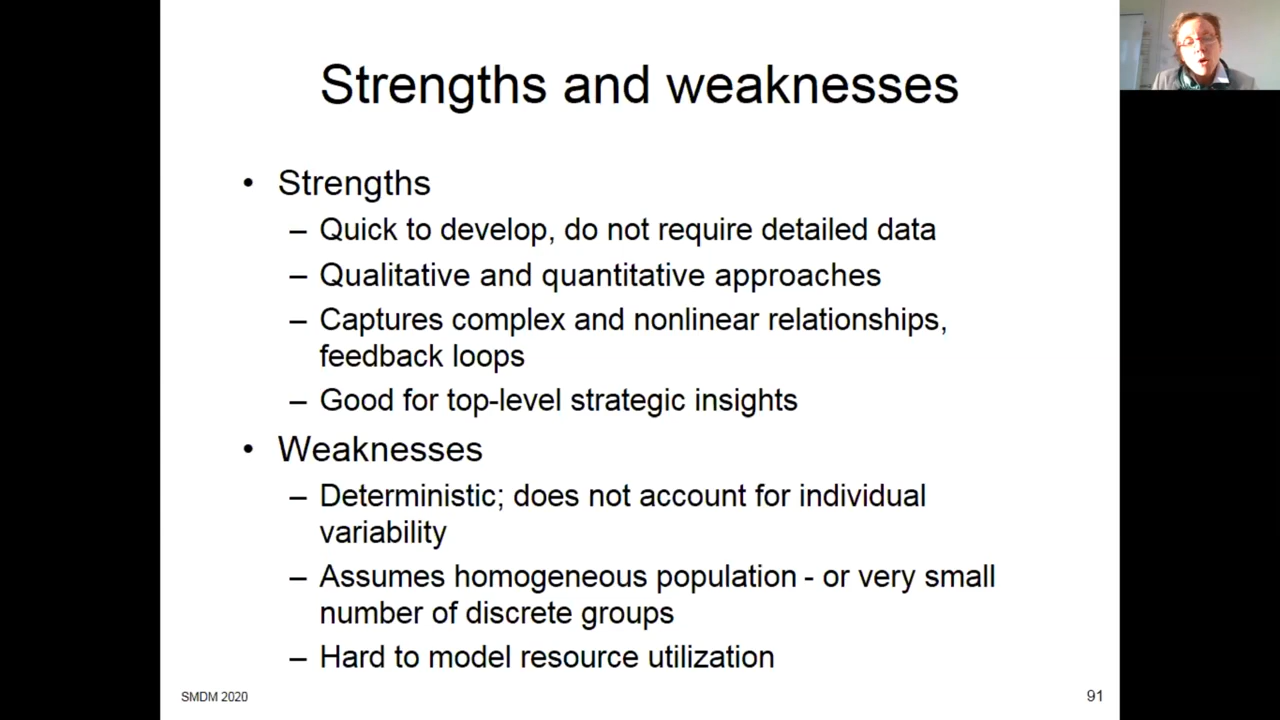 Strengths and weaknesses
• Strengths
– Quick to develop, do not require detailed data
– Qualitative and quantitative approaches
– Captures complex and nonlinear relationships,
feedback loops
– Good for top-level strategic insights
• Weaknesses
– Deterministic; does not account for individual
variability
– Assumes homogeneous population - or very small
number of discrete groups
– Hard to model resource utilization
SMDM 2020
91